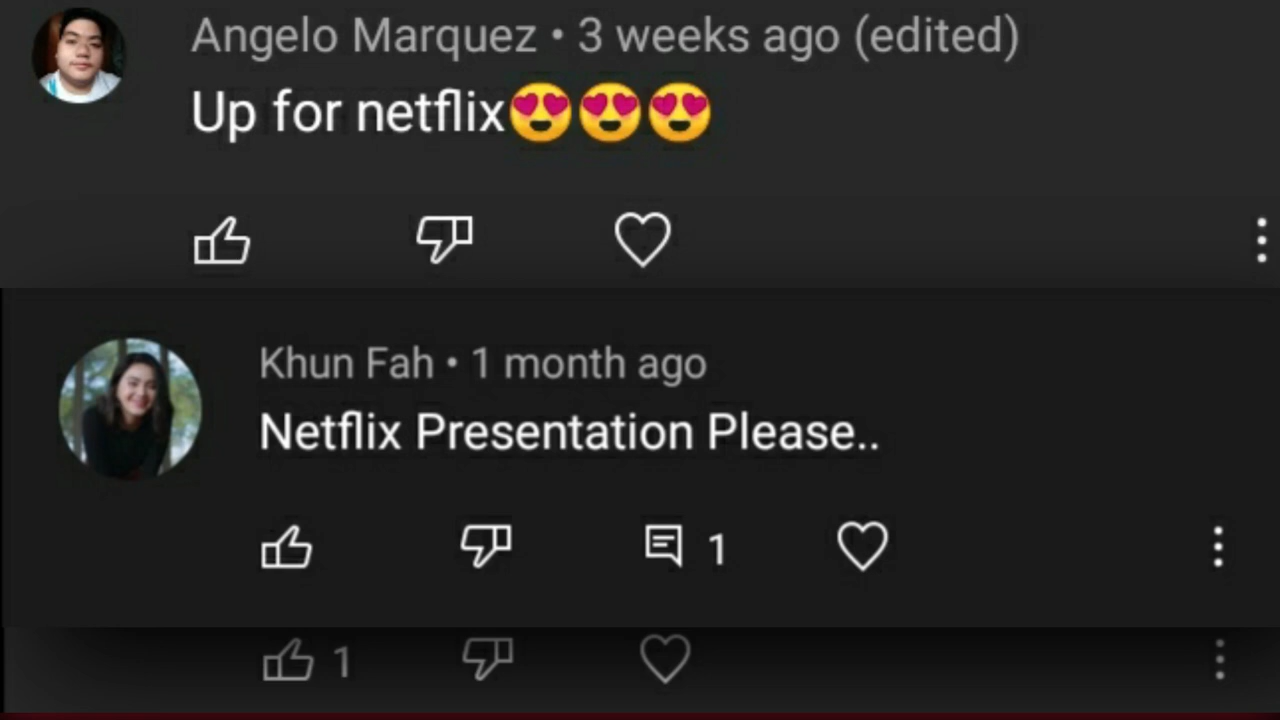 Angelo Marquez • 3 weeks ago (edited)
Up for netflix😍😍😍
Khun Fah • 1 month ago
Netflix Presentation Please..
1
1